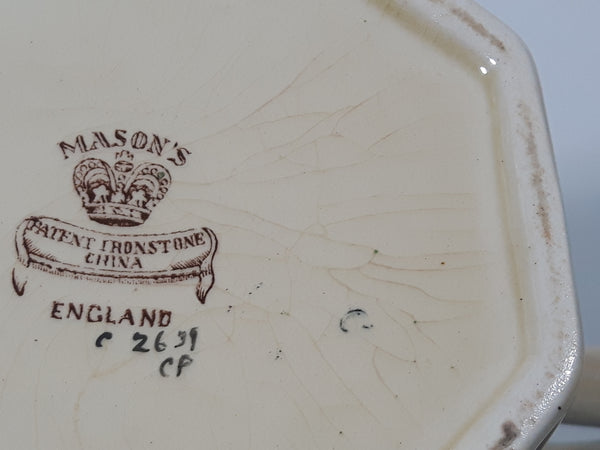 MASON'S
PATENT IRONSTONE
CHINA
ENGLAND
C 2639
CP
C